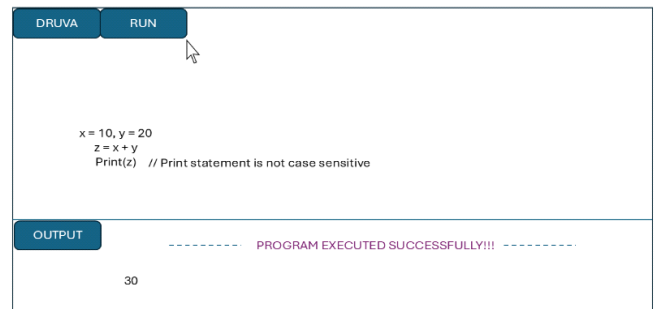 DRUVA RUN
x = 10, y = 20
z = x + y
Print(z) // Print statement is not case sensitive
OUTPUT
---------- PROGRAM EXECUTED SUCCESSFULLY!!! ----------
30